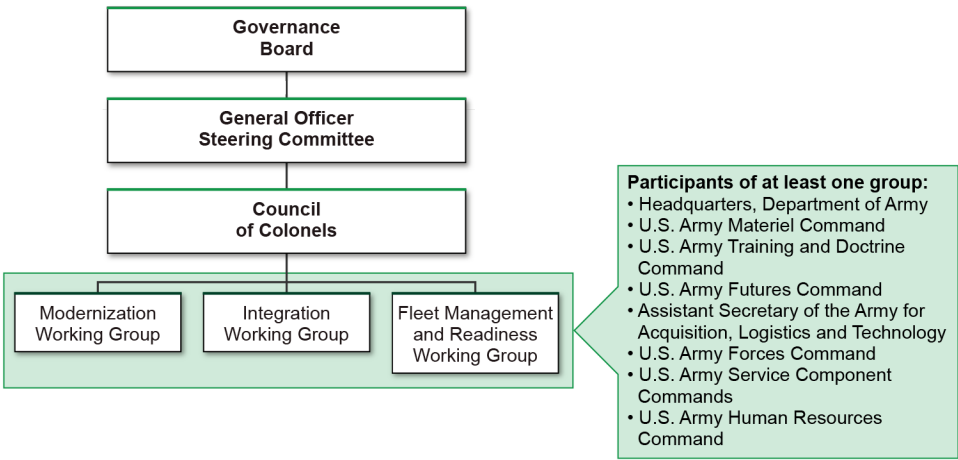 Governance
Board
General Officer
Steering Committee
Council
of Colonels
Modernization
Working Group
Integration
Working Group
Fleet Management
and Readiness
Working Group
Participants of at least one group:
• Headquarters, Department of Army
• U.S. Army Materiel Command
• U.S. Army Training and Doctrine
Command
• U.S. Army Futures Command
• Assistant Secretary of the Army for
Acquisition, Logistics and Technology
• U.S. Army Forces Command
• U.S. Army Service Component
Commands
• U.S. Army Human Resources
Command